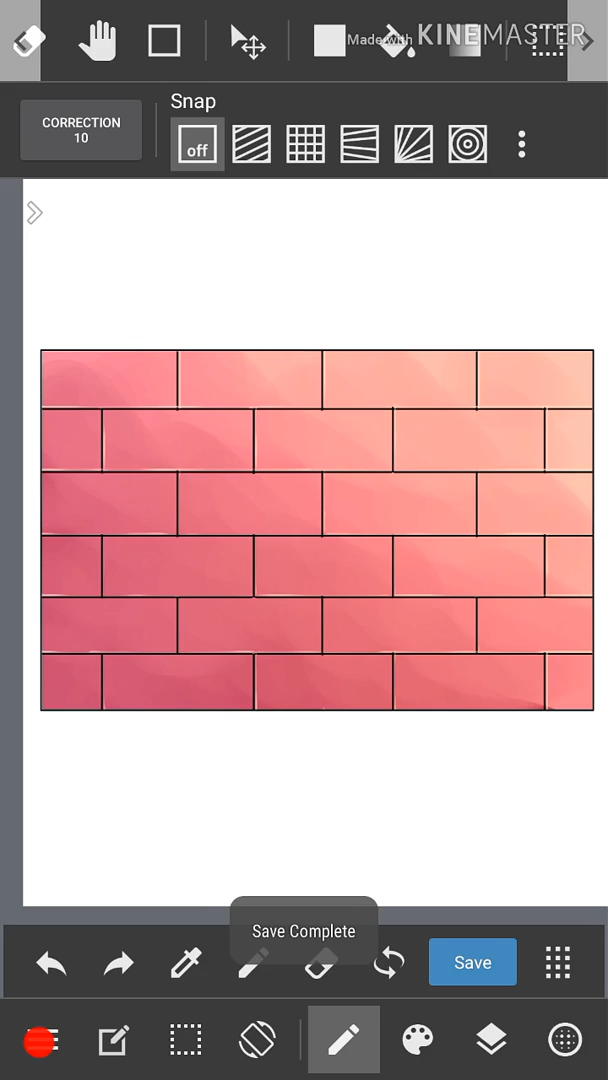 Made with KINEMASTER
CORRECTION
10
Snap
off
Save Complete
Save